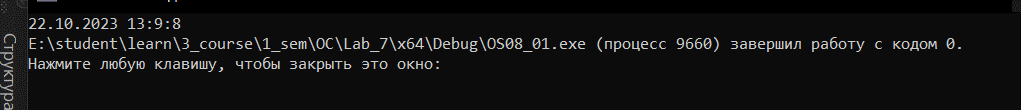 22.10.2023 13:9:8
E:\student\learn\3_course\1_sem\OC\Lab_7\x64\Debug\OS08_01.exe (процесс 9660) завершил работу с кодом 0.
Нажмите любую клавишу, чтобы закрыть это окно:
Структура